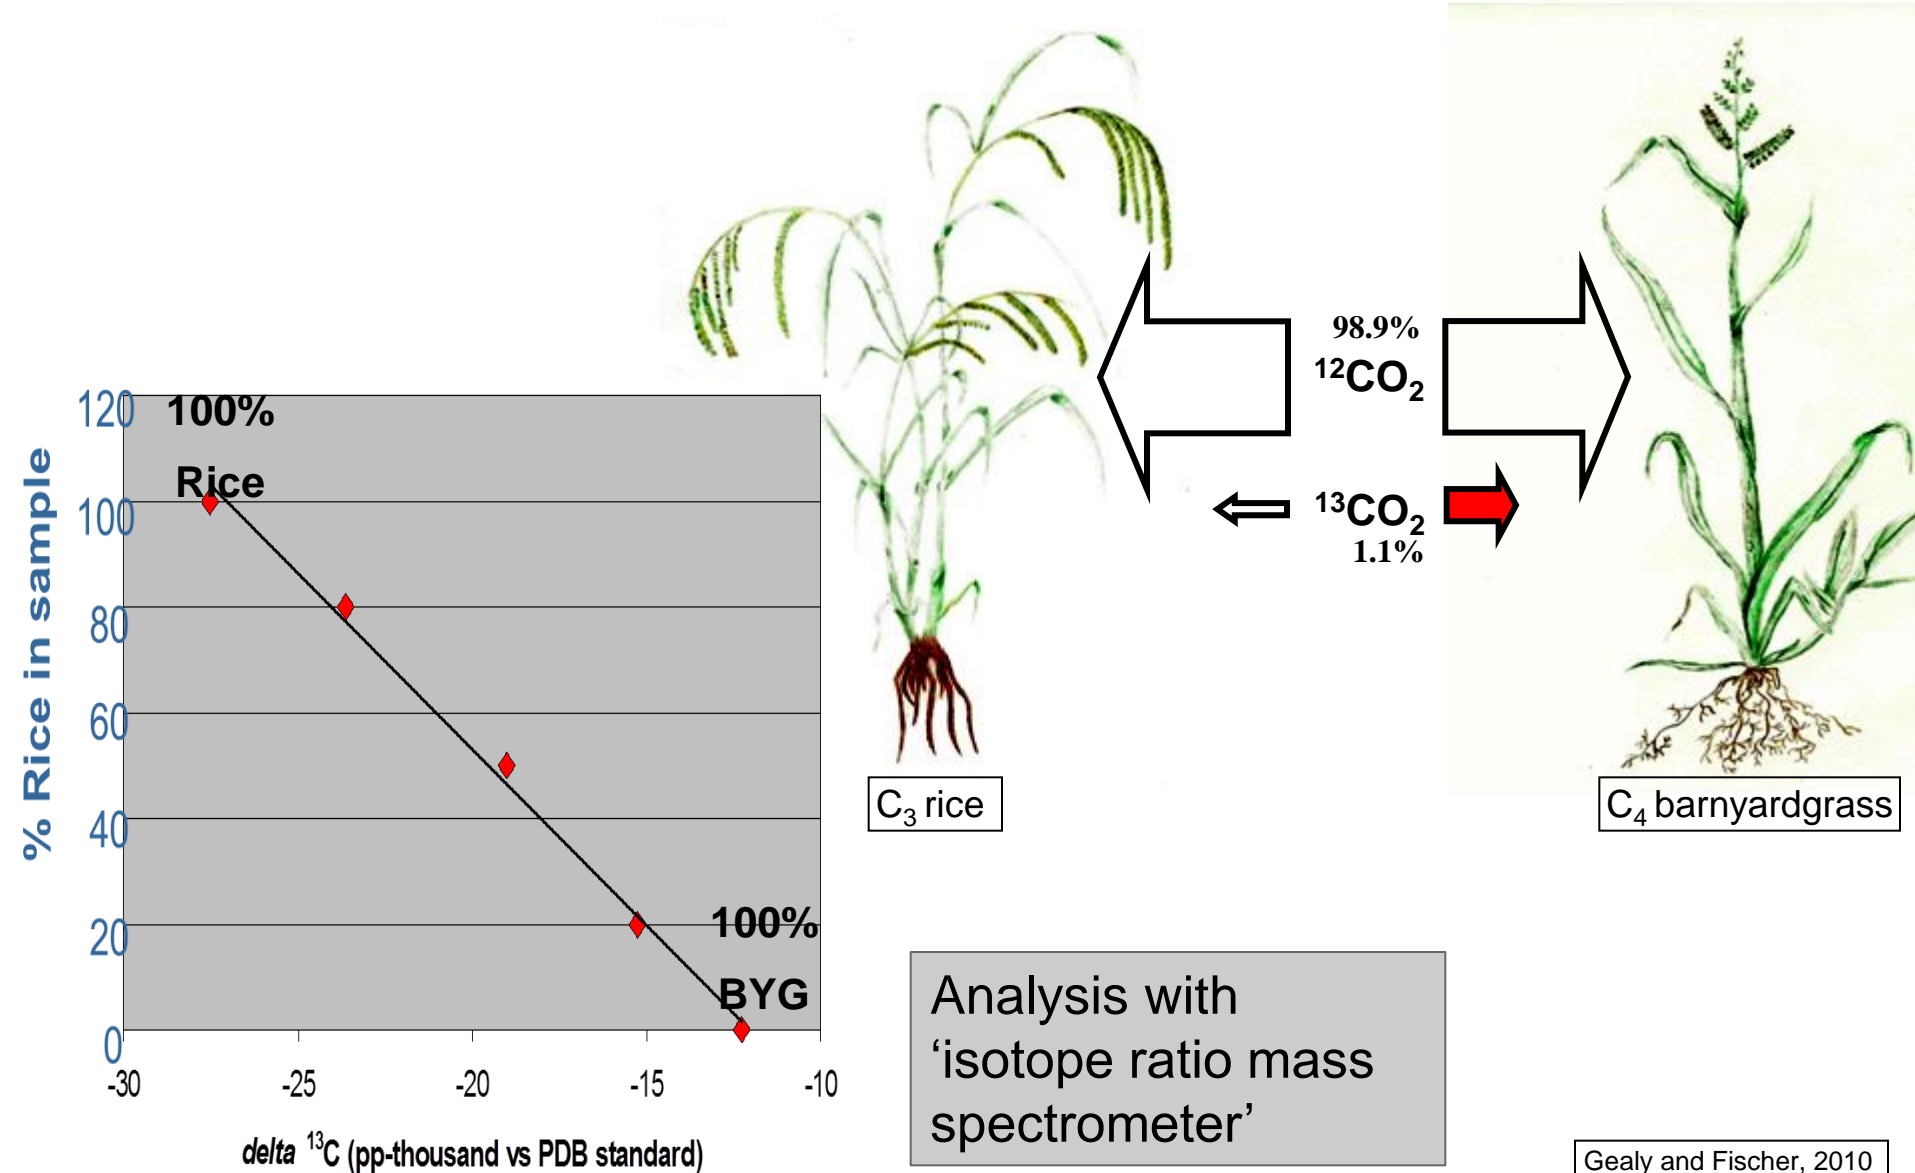 98.9%
¹²CO₂
¹³CO₂
1.1%
C₃ rice
C₄ barnyardgrass
120
100
80
60
40
20
0
% Rice in sample
100%
Rice
100%
BYG
-30 -25 -20 -15 -10
delta ¹³C (pp-thousand vs PDB standard)
Analysis with
‘isotope ratio mass
spectrometer’
Gealy and Fischer, 2010